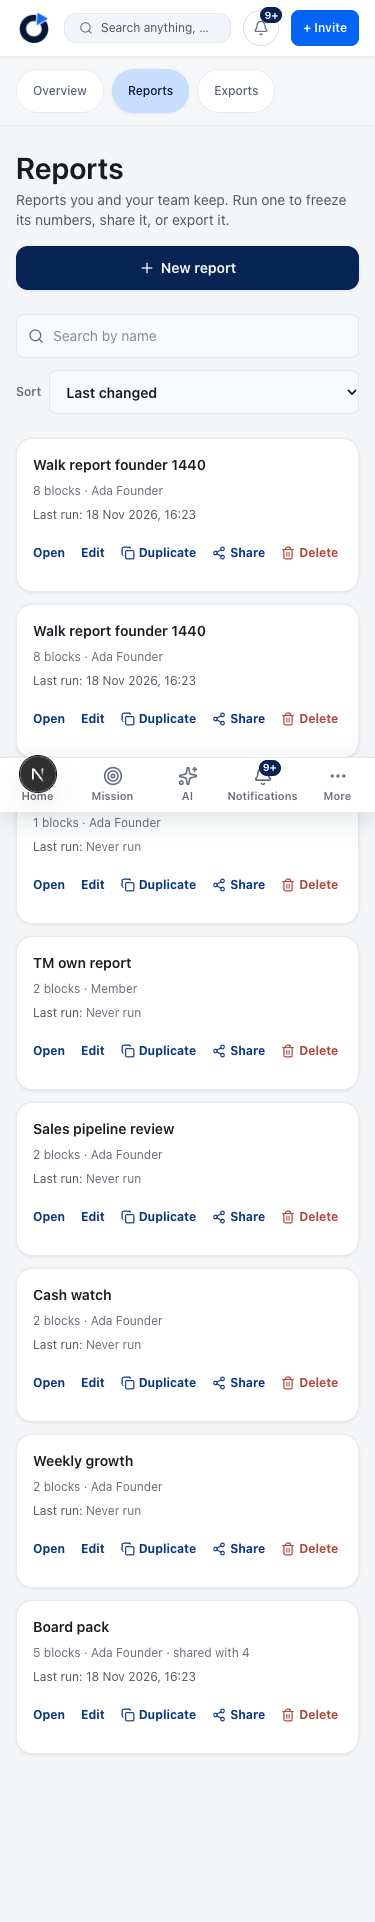 Search anything, ...
9+
+ Invite
Overview
Reports
Exports
Reports
Reports you and your team keep. Run one to freeze
its numbers, share it, or export it.
+ New report
Search by name
Sort
Last changed
Walk report founder 1440
8 blocks · Ada Founder
Last run: 18 Nov 2026, 16:23
Open Edit Duplicate Share Delete
Walk report founder 1440
8 blocks · Ada Founder
Last run: 18 Nov 2026, 16:23
Open Edit Duplicate Share Delete
N
9+
Home Mission AI Notifications More
1 blocks · Ada Founder
Last run: Never run
Open Edit Duplicate Share Delete
TM own report
2 blocks · Member
Last run: Never run
Open Edit Duplicate Share Delete
Sales pipeline review
2 blocks · Ada Founder
Last run: Never run
Open Edit Duplicate Share Delete
Cash watch
2 blocks · Ada Founder
Last run: Never run
Open Edit Duplicate Share Delete
Weekly growth
2 blocks · Ada Founder
Last run: Never run
Open Edit Duplicate Share Delete
Board pack
5 blocks · Ada Founder · shared with 4
Last run: 18 Nov 2026, 16:23
Open Edit Duplicate Share Delete